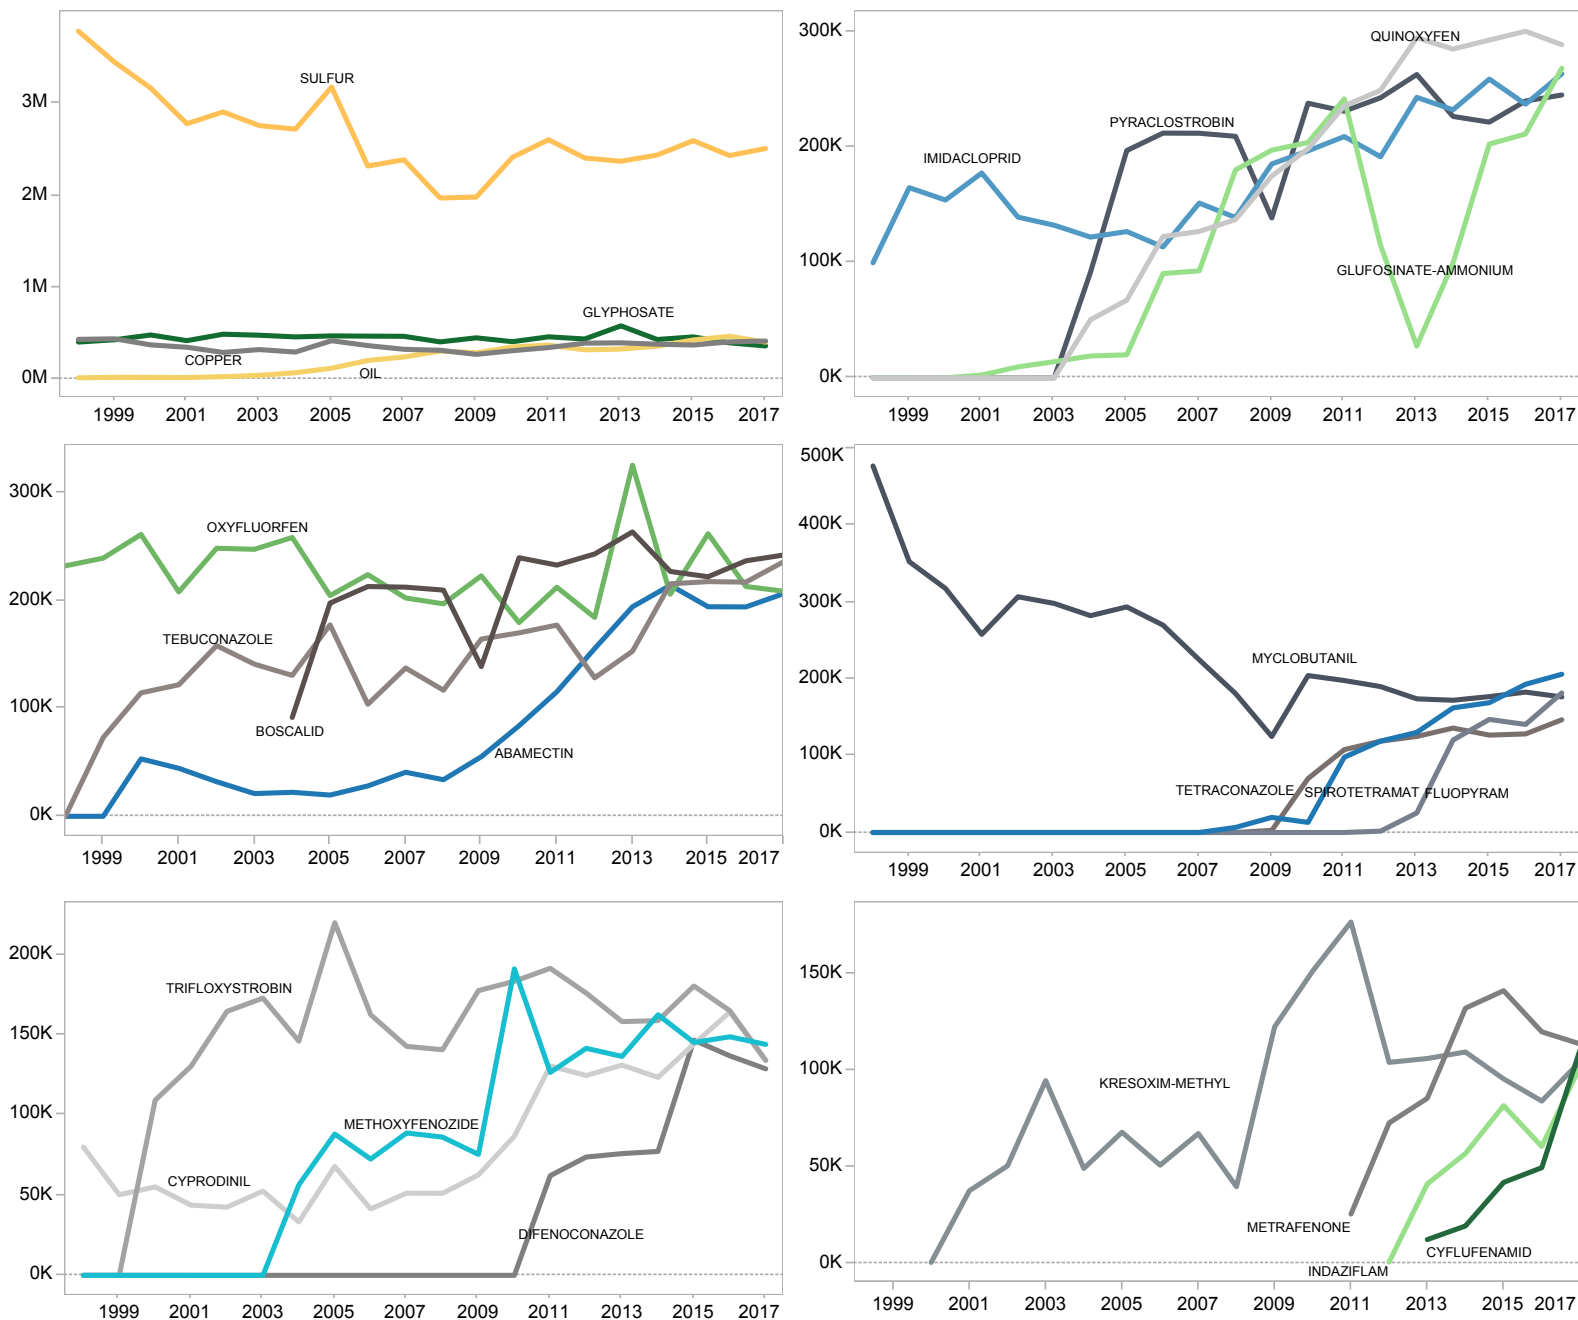 3M
2M
1M
0M
SULFUR
GLYPHOSATE
COPPER
OIL
1999 2001 2003 2005 2007 2009 2011 2013 2015 2017
300K
200K
100K
0K
QUINOXYFEN
PYRACLOSTROBIN
IMIDACLOPRID
GLUFOSINATE-AMMONIUM
1999 2001 2003 2005 2007 2009 2011 2013 2015 2017
300K
200K
100K
0K
OXYFLUORFEN
TEBUCONAZOLE
BOSCALID
ABAMECTIN
1999 2001 2003 2005 2007 2009 2011 2013 2015 2017
500K
400K
300K
200K
100K
0K
MYCLOBUTANIL
TETRACONAZOLE SPIROTETRAMAT FLUOPYRAM
1999 2001 2003 2005 2007 2009 2011 2013 2015 2017
200K
150K
100K
50K
0K
TRIFLOXYSTROBIN
METHOXYFENOZIDE
CYPRODINIL
DIFENOCONAZOLE
1999 2001 2003 2005 2007 2009 2011 2013 2015 2017
150K
100K
50K
0K
KRESOXIM-METHYL
METRAFENONE
CYFLUFENAMID
INDAZIFLAM
1999 2001 2003 2005 2007 2009 2011 2013 2015 2017